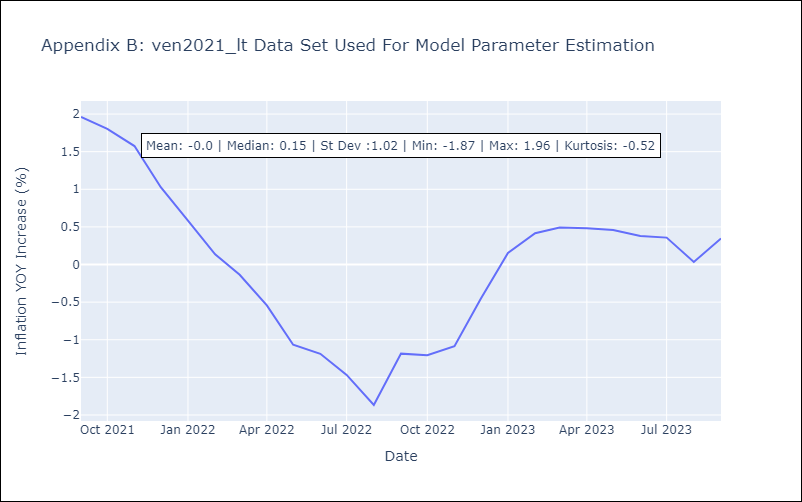 Appendix B: ven2021_lt Data Set Used For Model Parameter Estimation
Mean: -0.0 | Median: 0.15 | St Dev :1.02 | Min: -1.87 | Max: 1.96 | Kurtosis: -0.52
Inflation YOY Increase (%)
2
1.5
1
0.5
0
−0.5
−1
−1.5
−2
Oct 2021 Jan 2022 Apr 2022 Jul 2022 Oct 2022 Jan 2023 Apr 2023 Jul 2023
Date